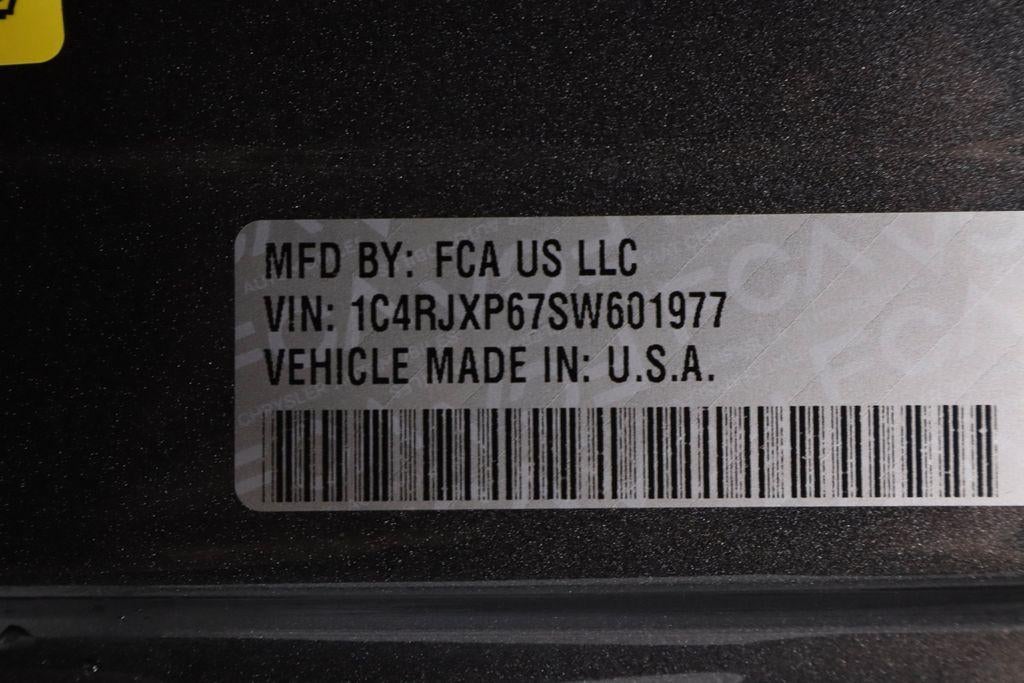 MFD BY: FCA US LLC
VIN: 1C4RJXP67SW601977
VEHICLE MADE IN: U.S.A.